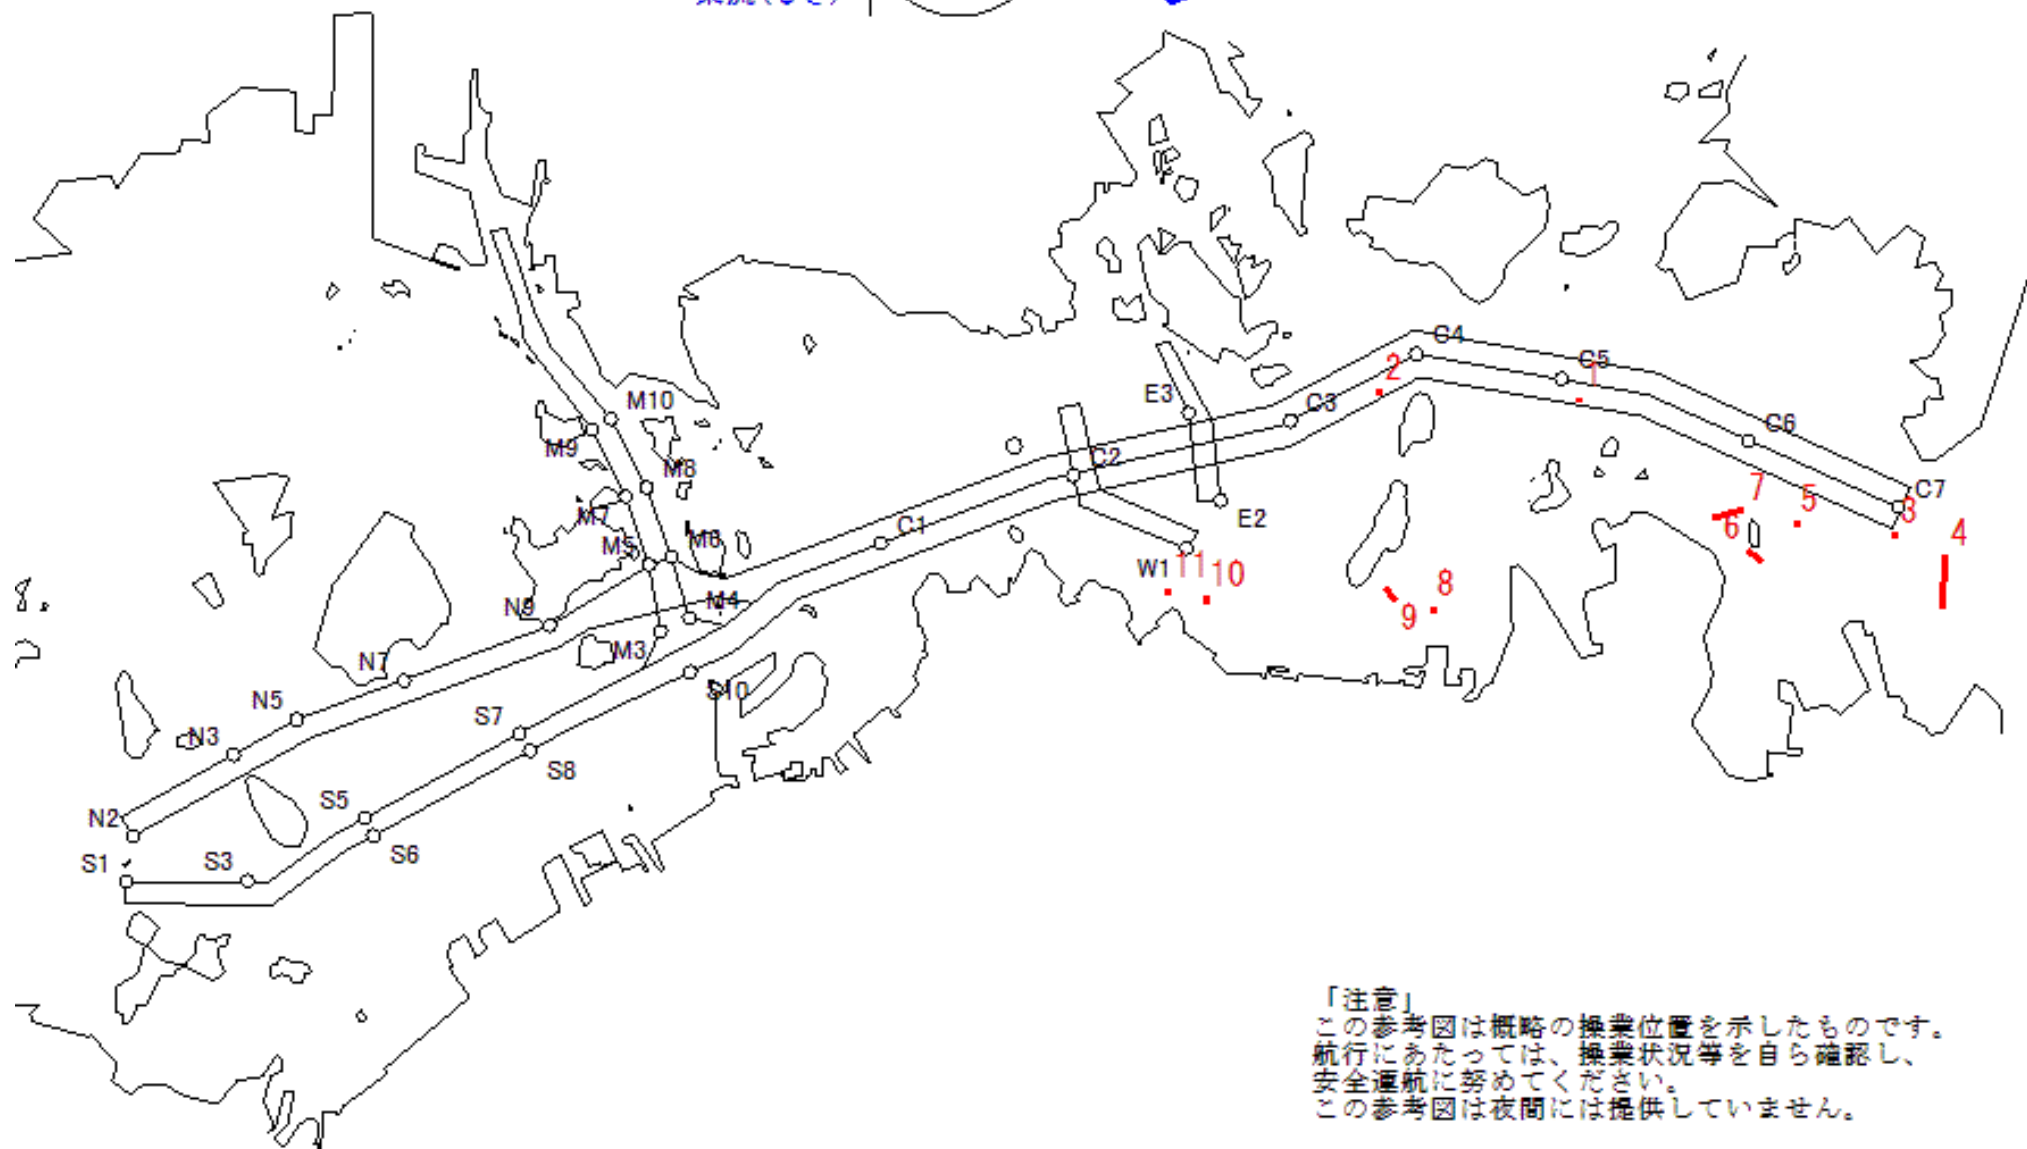 C4
C5
2
1
M10
E3
C3
C6
M9
M8
C2
7
C7
M7
E2
5
3
C1
6
4
M5
M6
W1
11
10
8
N9
M4
9
M3
N7
S10
N5
S7
N3
S8
S5
N2
S6
S1
S3
「注意」
この参考図は概略の操業位置を示したものです。
航行にあたっては、操業状況等を自ら確認し、
安全運航に努めてください。
この参考図は夜間には提供していません。